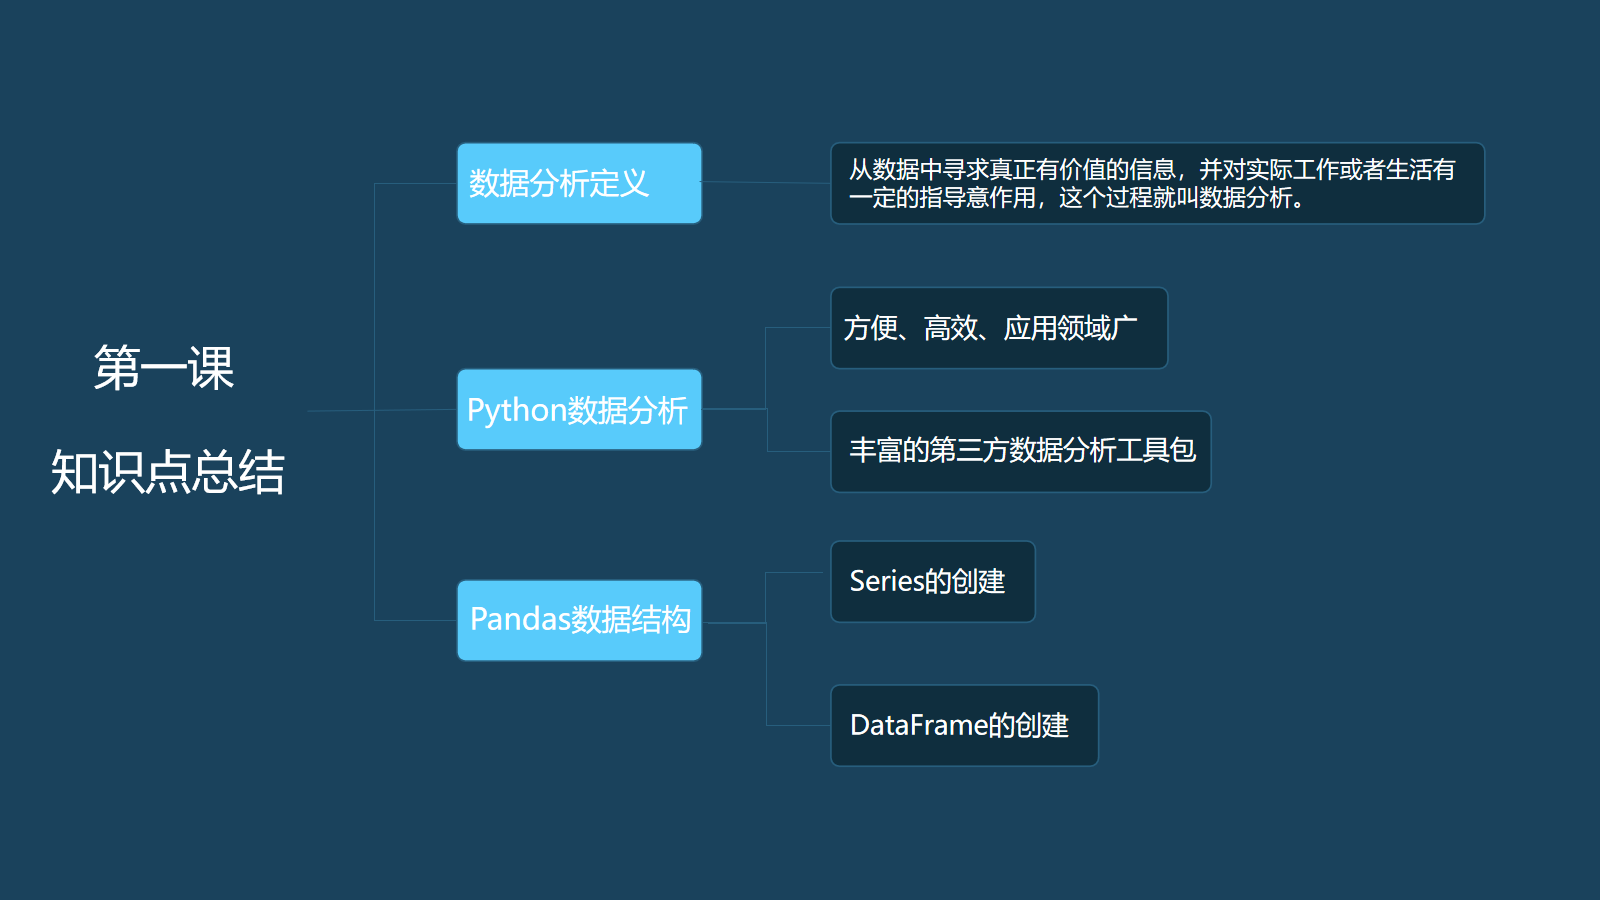 第一课
知识点总结
数据分析定义
从数据中寻求真正有价值的信息，并对实际工作或者生活有
一定的指导意作用，这个过程就叫数据分析。
Python数据分析
方便、高效、应用领域广
丰富的第三方数据分析工具包
Pandas数据结构
Series的创建
DataFrame的创建